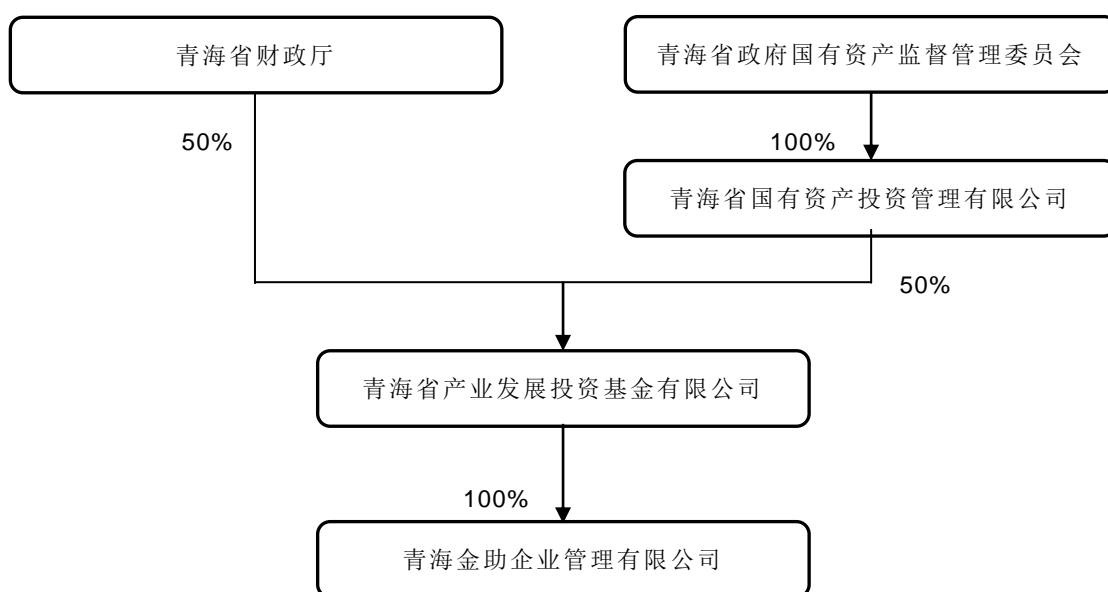 青海省财政厅
青海省政府国有资产监督管理委员会
50%
100%
青海省国有资产投资管理有限公司
50%
青海省产业发展投资基金有限公司
100%
青海金助企业管理有限公司